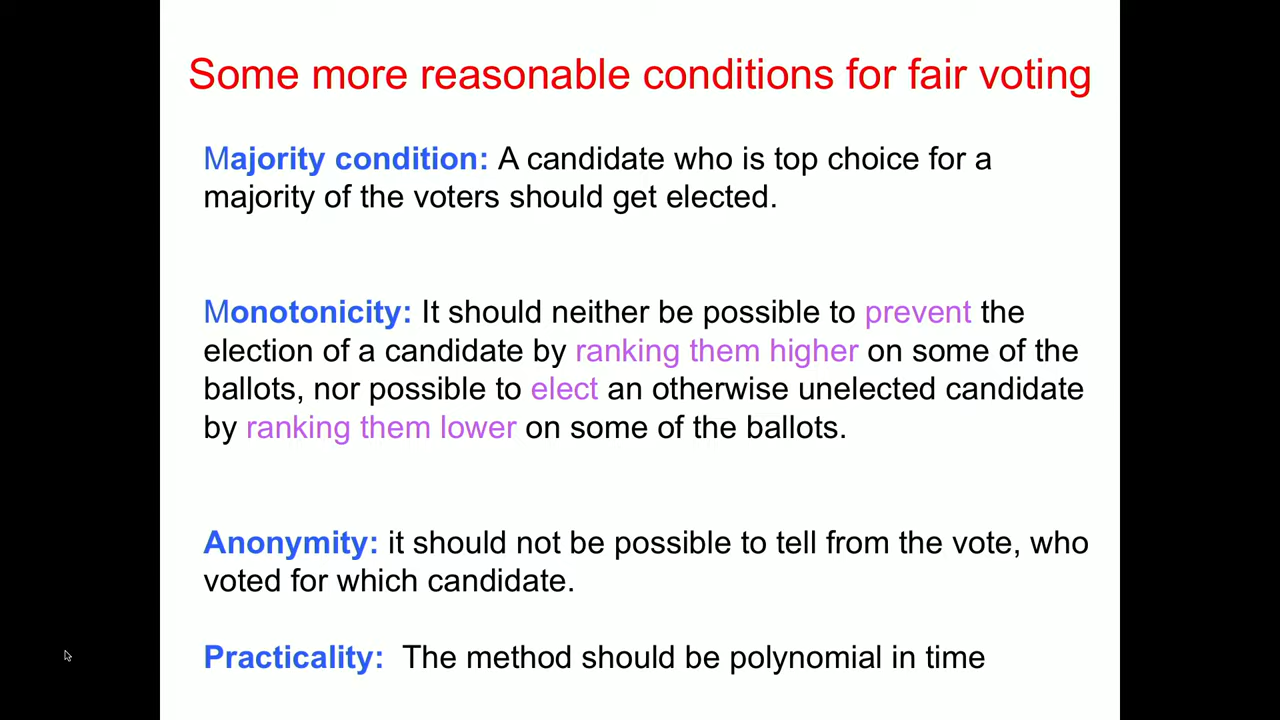 Some more reasonable conditions for fair voting
Majority condition: A candidate who is top choice for a
majority of the voters should get elected.
Monotonicity: It should neither be possible to prevent the
election of a candidate by ranking them higher on some of the
ballots, nor possible to elect an otherwise unelected candidate
by ranking them lower on some of the ballots.
Anonymity: it should not be possible to tell from the vote, who
voted for which candidate.
Practicality: The method should be polynomial in time